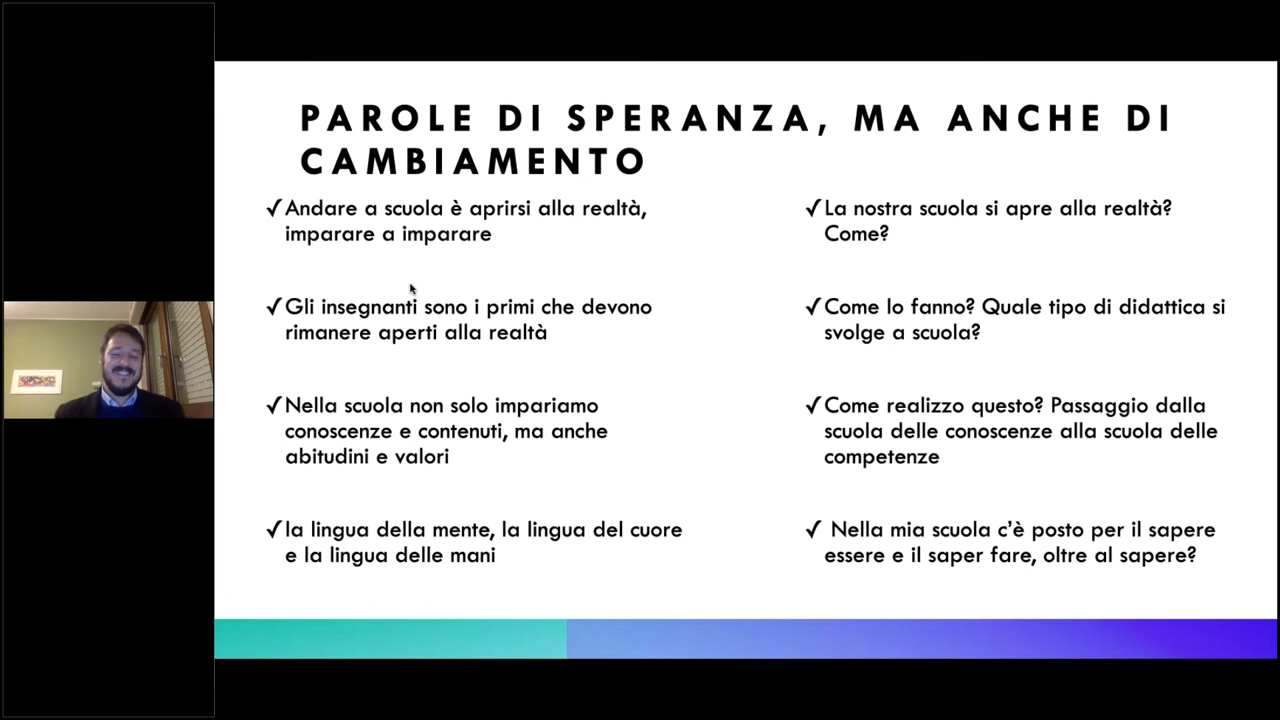 PAROLE DI SPERANZA, MA ANCHE DI
CAMBIAMENTO
✓Andare a scuola è aprirsi alla realtà,
imparare a imparare
✓Gli insegnanti sono i primi che devono
rimanere aperti alla realtà
✓Nella scuola non solo impariamo
conoscenze e contenuti, ma anche
abitudini e valori
✓la lingua della mente, la lingua del cuore
e la lingua delle mani
✓La nostra scuola si apre alla realtà?
Come?
✓Come lo fanno? Quale tipo di didattica si
svolge a scuola?
✓Come realizzo questo? Passaggio dalla
scuola delle conoscenze alla scuola delle
competenze
✓ Nella mia scuola c’è posto per il sapere
essere e il saper fare, oltre al sapere?